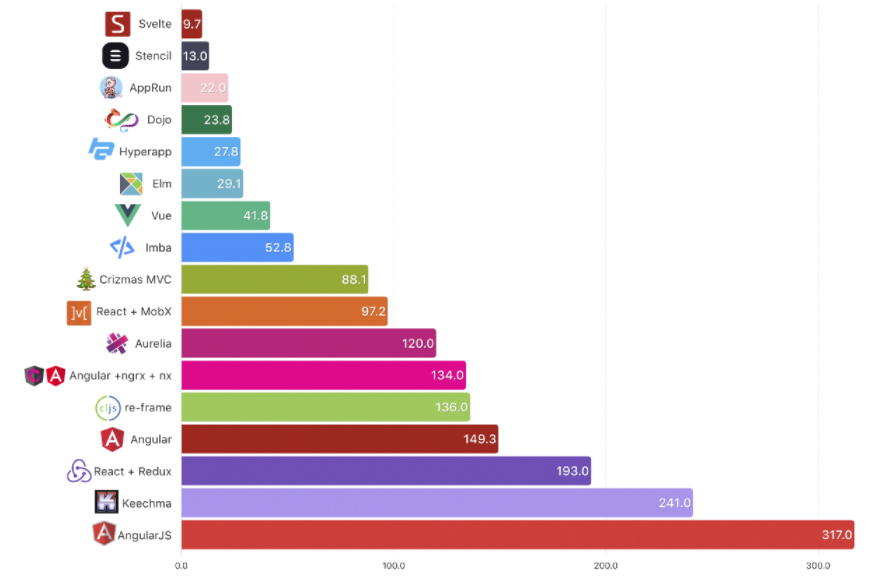 Svelte 9.7
Stencil 13.0
AppRun 22.0
Dojo 23.8
Hyperapp 27.8
Elm 29.1
Vue 41.8
Imba 52.8
Crizmas MVC 88.1
]v[ React + MobX 97.2
Aurelia 120.0
Angular +ngrx + nx 134.0
cljs re-frame 136.0
Angular 149.3
React + Redux 193.0
Keechma 241.0
AngularJS 317.0
0.0 100.0 200.0 300.0